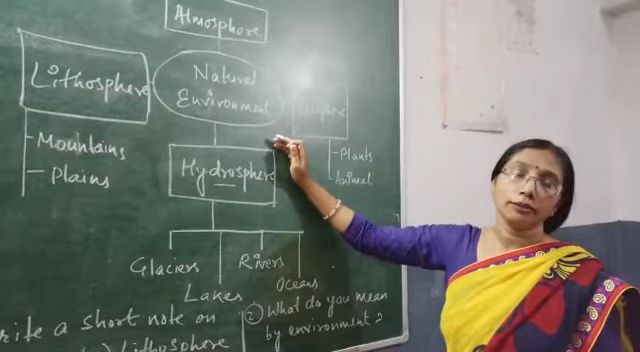 Atmosphere
Lithosphere
Natural
Environment
Mountains
Plains
Hydrosphere
Plants
Animal
Glaciers
Rivers
Lakes
Oceans
rite a short note on
Lithosphere
② What do you mean
by environment?